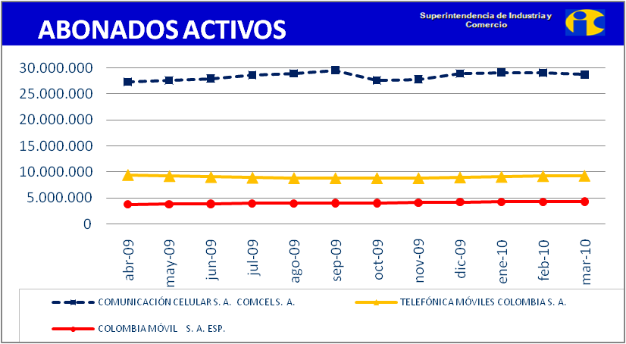 ABONADOS ACTIVOS
Superintendencia de Industria y
Comercio
30.000.000
25.000.000
20.000.000
15.000.000
10.000.000
5.000.000
0
abr-09
may-09
jun-09
jul-09
ago-09
sep-09
oct-09
nov-09
dic-09
ene-10
feb-10
mar-10
COMUNICACIÓN CELULAR S. A. COMCEL S. A.
TELEFÓNICA MÓVILES COLOMBIA S. A.
COLOMBIA MÓVIL S. A. ESP.